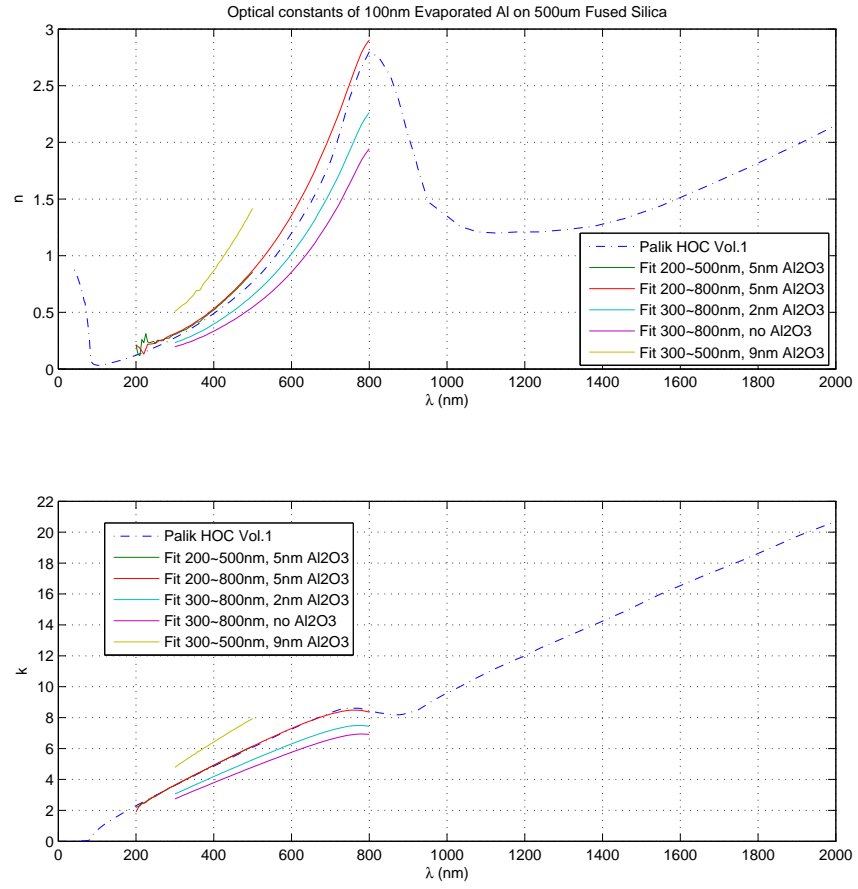 Optical constants of 100nm Evaporated Al on 500um Fused Silica
3
2.5
2
1.5
1
0.5
0
n
Palik HOC Vol.1
Fit 200~500nm, 5nm Al2O3
Fit 200~800nm, 5nm Al2O3
Fit 300~800nm, 2nm Al2O3
Fit 300~800nm, no Al2O3
Fit 300~500nm, 9nm Al2O3
0 200 400 600 800 1000 1200 1400 1600 1800 2000
λ (nm)
22
20
18
16
14
12
10
8
6
4
2
0
k
Palik HOC Vol.1
Fit 200~500nm, 5nm Al2O3
Fit 200~800nm, 5nm Al2O3
Fit 300~800nm, 2nm Al2O3
Fit 300~800nm, no Al2O3
Fit 300~500nm, 9nm Al2O3
0 200 400 600 800 1000 1200 1400 1600 1800 2000
λ (nm)